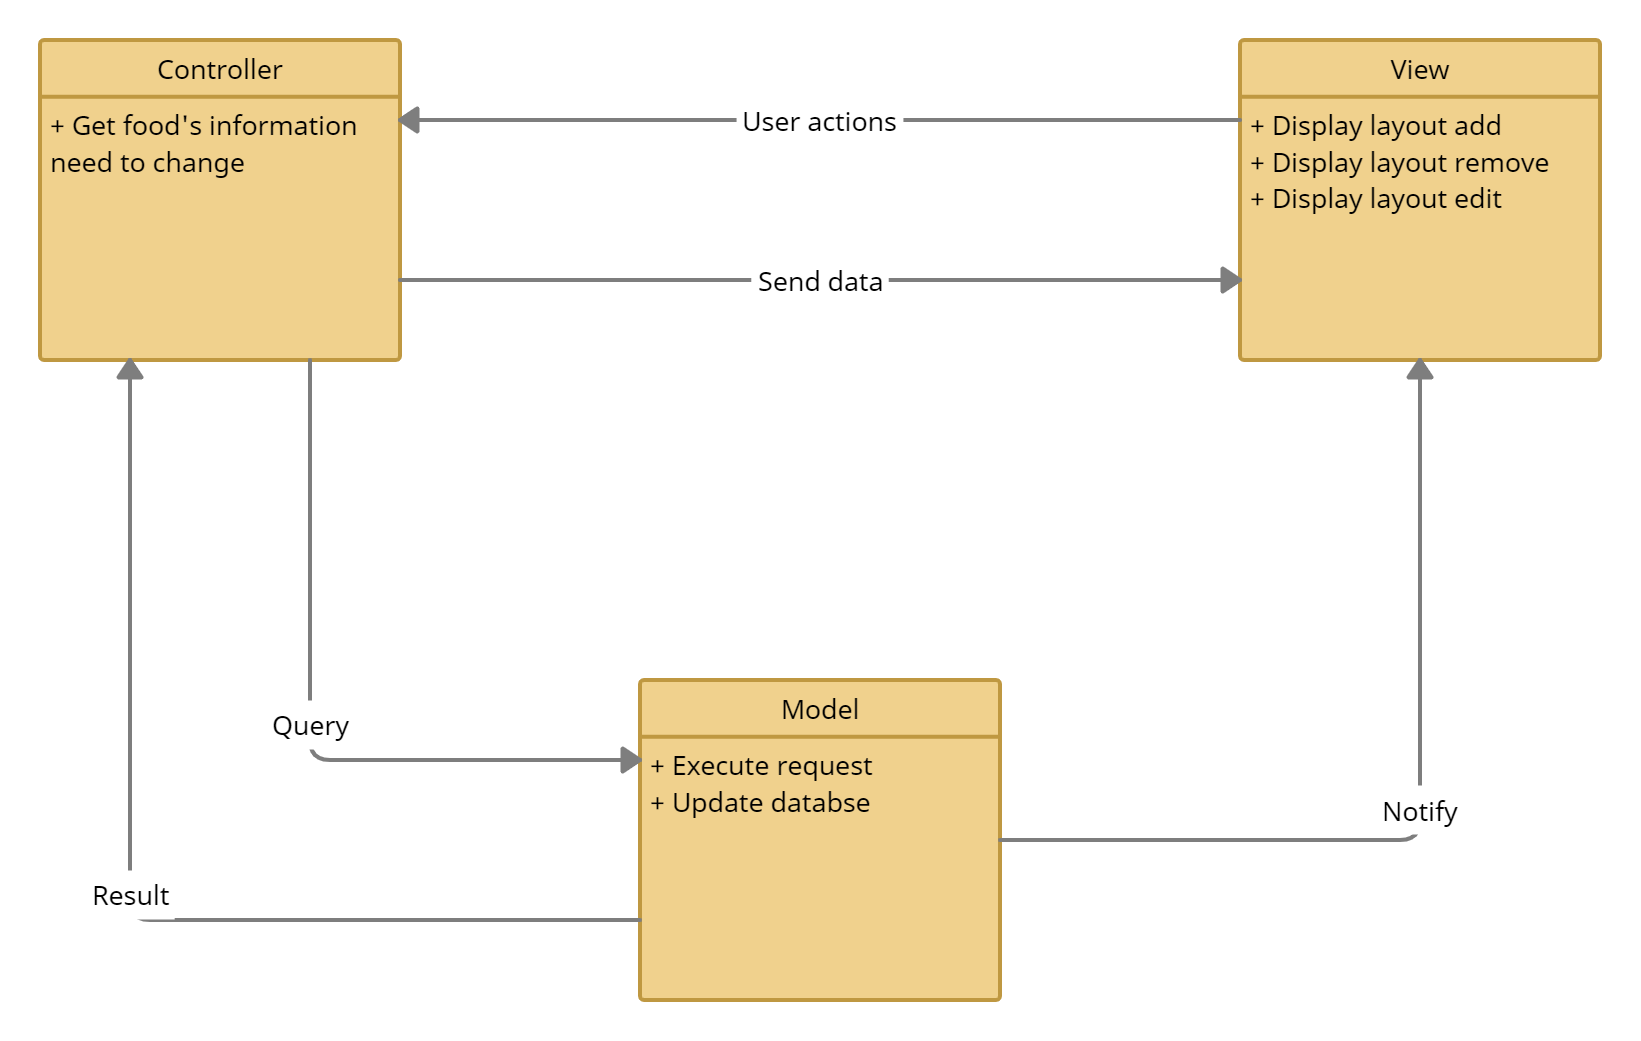 Controller
+ Get food's information
need to change
User actions
Send data
View
+ Display layout add
+ Display layout remove
+ Display layout edit
Query
Result
Model
+ Execute request
+ Update databse
Notify